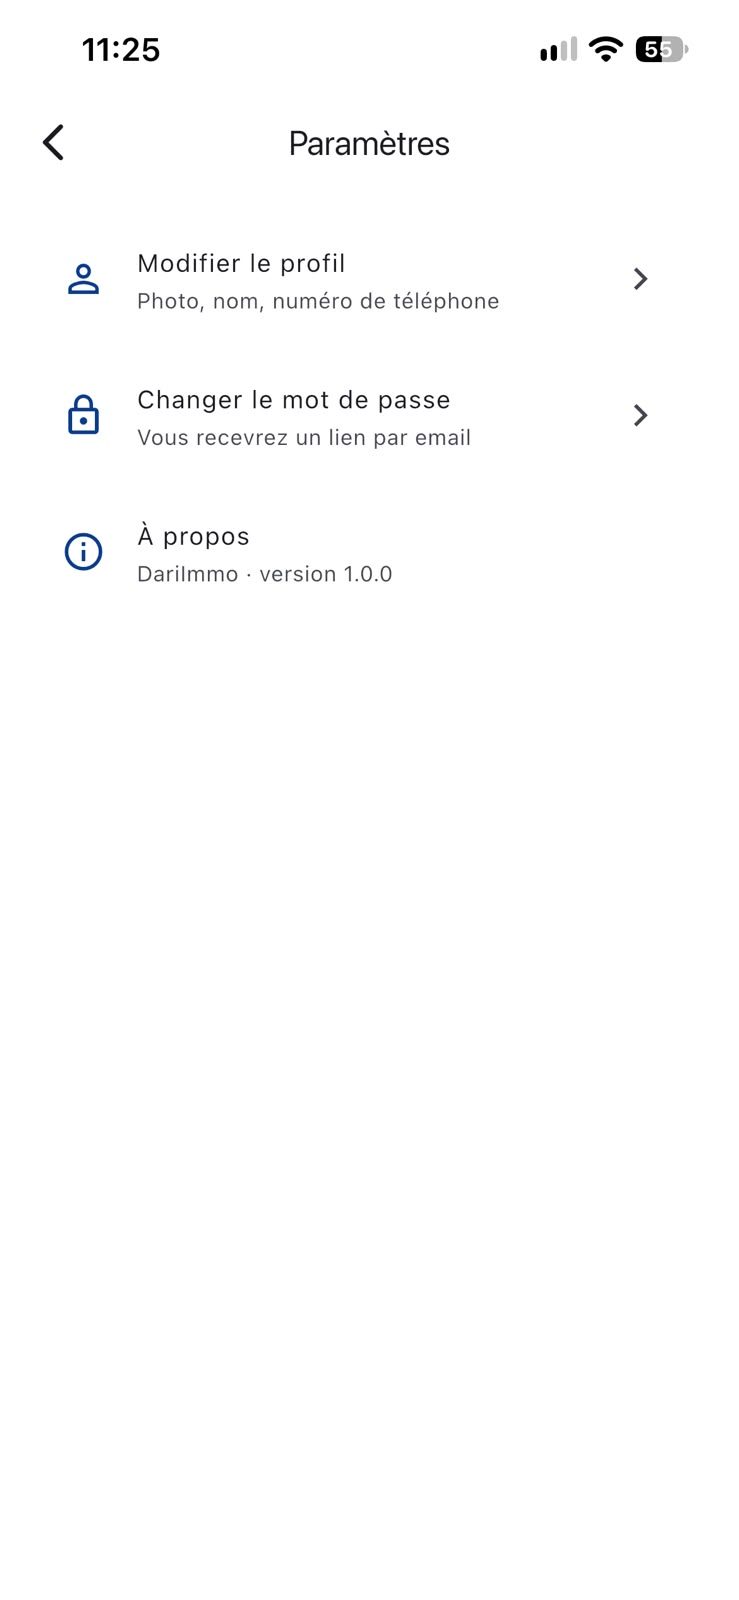 11:25
55
Paramètres
Modifier le profil
Photo, nom, numéro de téléphone
Changer le mot de passe
Vous recevrez un lien par email
À propos
DariImmo · version 1.0.0